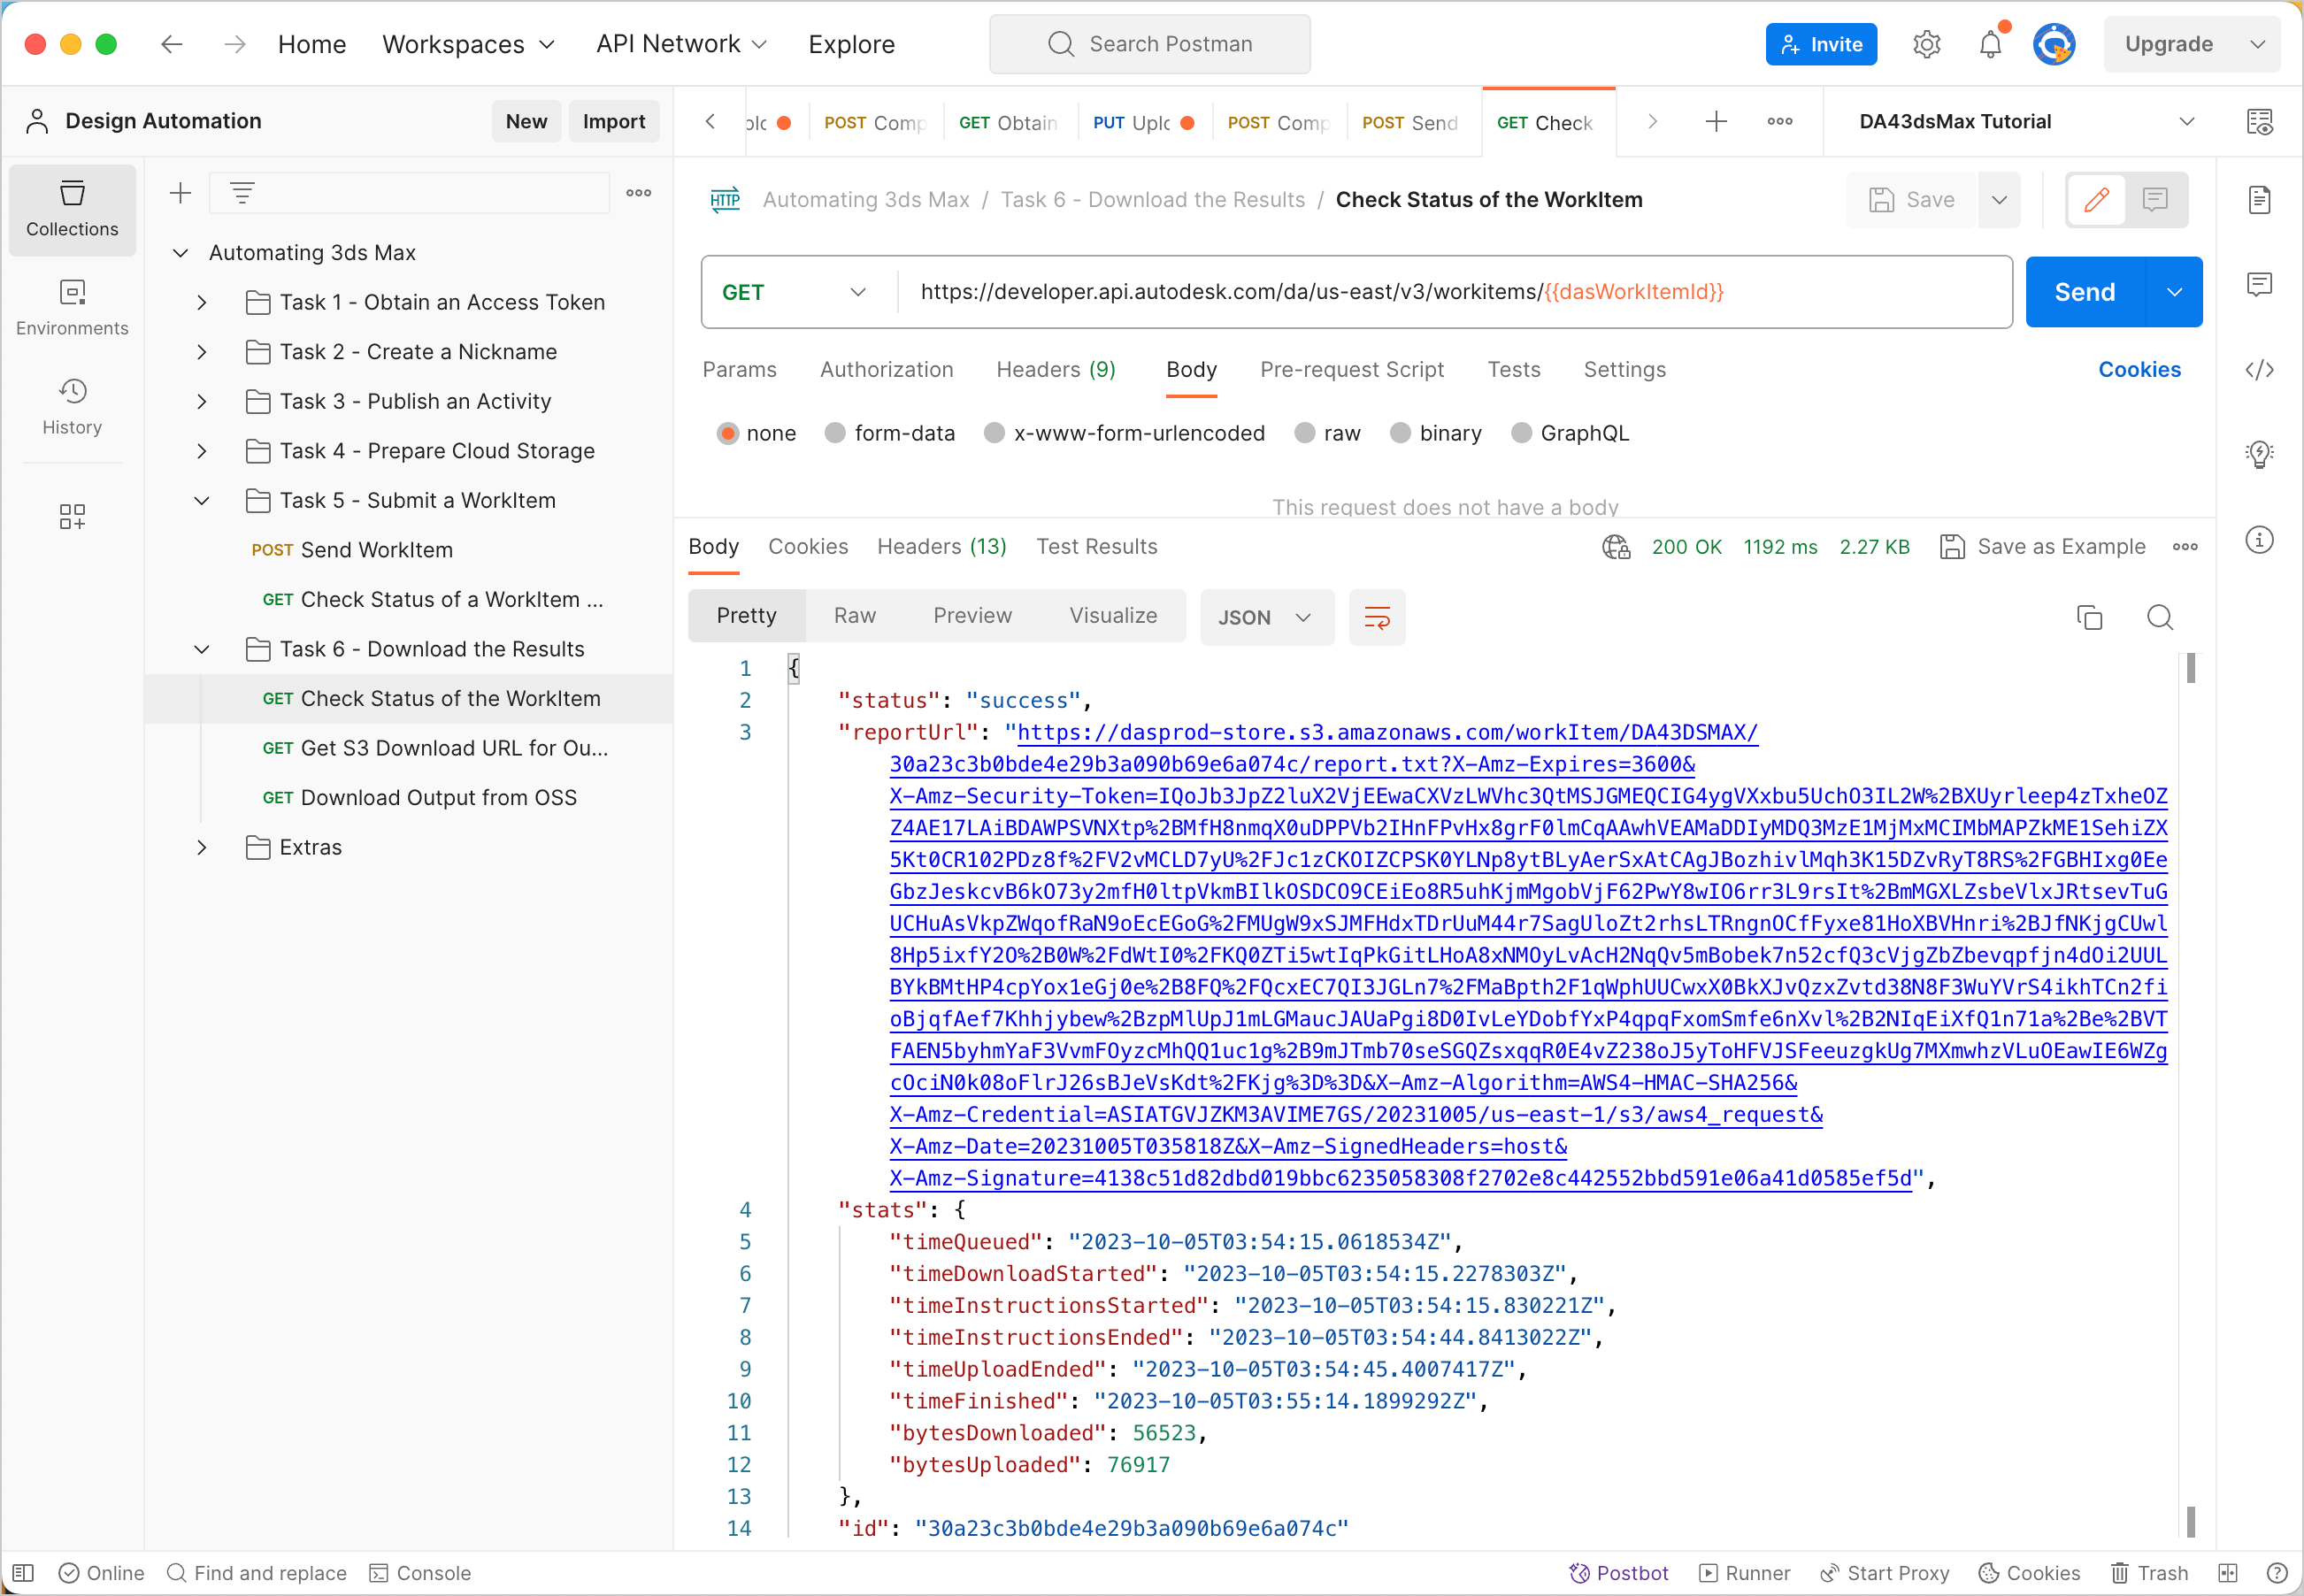 Home Workspaces API Network Explore Search Postman Invite Upgrade
Design Automation New Import
POST Comp GET Obtain PUT Uplo POST Comp POST Send GET Check DA43dsMax Tutorial
Collections
Environments
History
Automating 3ds Max
Task 1 - Obtain an Access Token
Task 2 - Create a Nickname
Task 3 - Publish an Activity
Task 4 - Prepare Cloud Storage
Task 5 - Submit a WorkItem
POST Send WorkItem
GET Check Status of a WorkItem ...
Task 6 - Download the Results
GET Check Status of the WorkItem
GET Get S3 Download URL for Ou...
GET Download Output from OSS
Extras
HTTP Automating 3ds Max / Task 6 - Download the Results / Check Status of the WorkItem Save
GET https://developer.api.autodesk.com/da/us-east/v3/workitems/{{dasWorkItemId}} Send
Params Authorization Headers (9) Body Pre-request Script Tests Settings Cookies
none form-data x-www-form-urlencoded raw binary GraphQL
This request does not have a body
Body Cookies Headers (13) Test Results 200 OK 1192 ms 2.27 KB Save as Example
Pretty Raw Preview Visualize JSON
1 {
2 "status": "success",
3 "reportUrl": "https://dasprod-store.s3.amazonaws.com/workItem/DA43DSMAX/
30a23c3b0bde4e29b3a090b69e6a074c/report.txt?X-Amz-Expires=3600&
X-Amz-Security-Token=IQoJb3JpZ2luX2VjEEwaCXVzLWVhc3QtMSJGMEQCIG4ygVXxbu5UchO3IL2W%2BXUyrleep4zTxheOZ
Z4AE17LAiBDAWPSVNXtp%2BMfH8nmqX0uDPPVb2IHnFPvHx8grF0lmCqAAwhVEAMaDDIyMDQ3MzE1MjMxMCIMbMAPZkME1SehiZX
5Kt0CR102PDz8f%2FV2vMCLD7yU%2FJc1zCKOIZCPSK0YLNp8ytBLyAerSxAtCAgJBozhivlMqh3K15DZvRyT8RS%2FGBHIxg0Ee
GbzJeskcvB6kO73y2mfH0ltpVkmBIlkOSDCO9CEiEo8R5uhKjmMgobVjF62PwY8wIO6rr3L9rsIt%2BmMGXLZsbeVlxJRtsevTuG
UCHuAsVkpZWqofRaN9oEcEGoG%2FMUgW9xSJMFHdxTDrUuM44r7SagUloZt2rhsLTRngnOCfFyxe81HoXBVHnri%2BJfNKjgCUwl
8Hp5ixfY2O%2B0W%2FdWtI0%2FKQ0ZTi5wtIqPkGitLHoA8xNMOyLvAcH2NqQv5mBobek7n52cfQ3cVjgZbZbevqpfjn4dOi2UUL
BYkBMtHP4cpYox1eGj0e%2B8FQ%2FQcxEC7QI3JGLn7%2FMaBpth2F1qWphUUCwxX0BkXJvQzxZvtd38N8F3WuYVrS4ikhTCn2fi
oBjqfAef7Khhjybew%2BzpMlUpJ1mLGMaucJAUaPgi8D0IvLeYDobfYxP4qpqFxomSmfe6nXvl%2B2NIqEiXfQ1n71a%2Be%2BVT
FAEN5byhmYaF3VvmFOyzcMhQQ1uc1g%2B9mJTmb70seSGQZsxqqR0E4vZ238oJ5yToHFVJSFeeuzgkUg7MXmwhzVLuOEawIE6WZg
cOciN0k08oFlrJ26sBJeVsKdt%2FKjg%3D%3D&X-Amz-Algorithm=AWS4-HMAC-SHA256&
X-Amz-Credential=ASIATGVJZKM3AVIME7GS/20231005/us-east-1/s3/aws4_request&
X-Amz-Date=20231005T035818Z&X-Amz-SignedHeaders=host&
X-Amz-Signature=4138c51d82dbd019bbc6235058308f2702e8c442552bbd591e06a41d0585ef5d",
4 "stats": {
5 "timeQueued": "2023-10-05T03:54:15.0618534Z",
6 "timeDownloadStarted": "2023-10-05T03:54:15.2278303Z",
7 "timeInstructionsStarted": "2023-10-05T03:54:15.830221Z",
8 "timeInstructionsEnded": "2023-10-05T03:54:44.8413022Z",
9 "timeUploadEnded": "2023-10-05T03:54:45.4007417Z",
10 "timeFinished": "2023-10-05T03:55:14.1899292Z",
11 "bytesDownloaded": 56523,
12 "bytesUploaded": 76917
13 },
14 "id": "30a23c3b0bde4e29b3a090b69e6a074c"
Online Find and replace Console Postbot Runner Start Proxy Cookies Trash